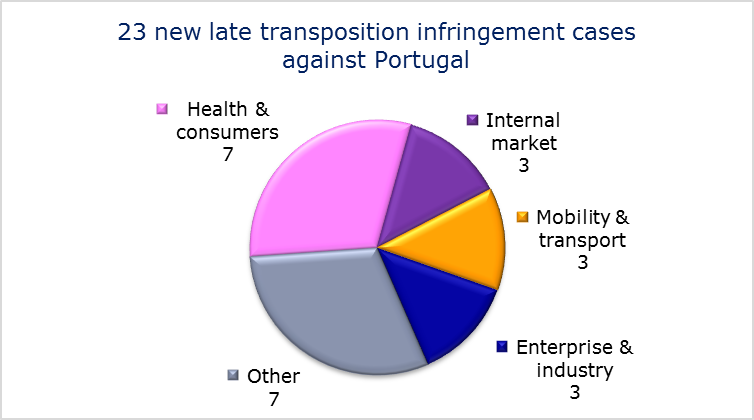 23 new late transposition infringement cases
against Portugal
Health &
consumers
7
Internal
market
3
Mobility &
transport
3
Enterprise &
industry
3
Other
7